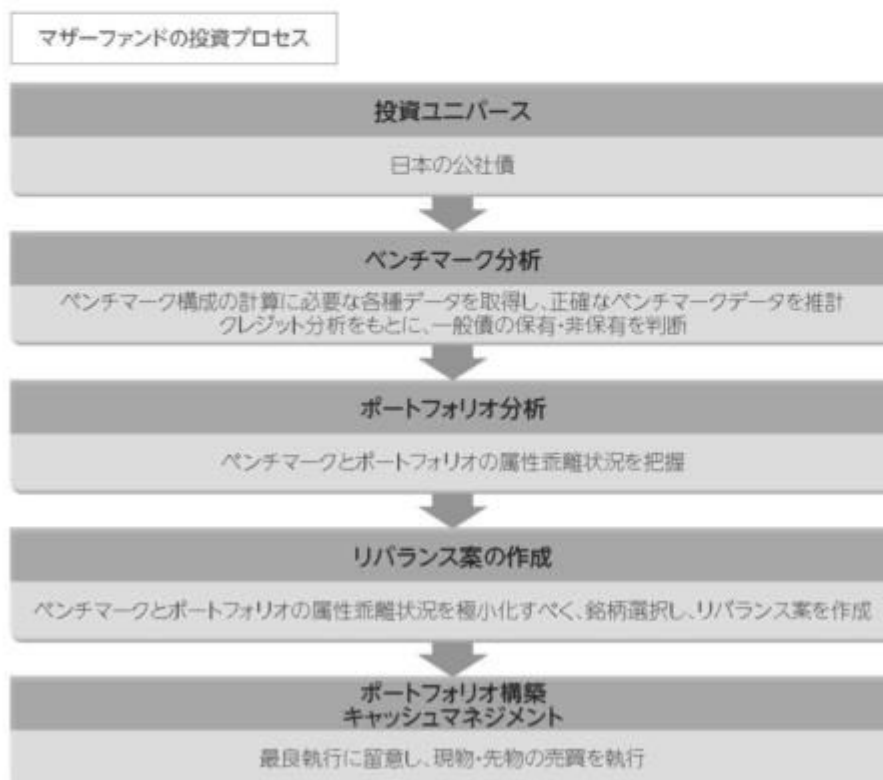 マザーファンドの投資プロセス
投資ユニバース
日本の公社債
ベンチマーク分析
ベンチマーク構成の計算に必要な各種データを取得し、正確なベンチマークデータを推計
クレジット分析をもとに、一般債の保有・非保有を判断
ポートフォリオ分析
ベンチマークとポートフォリオの属性乖離状況を把握
リバランス案の作成
ベンチマークとポートフォリオの属性乖離状況を極小化すべく、銘柄選択し、リバランス案を作成
ポートフォリオ構築
キャッシュマネジメント
最良執行に留意し、現物・先物の売買を執行